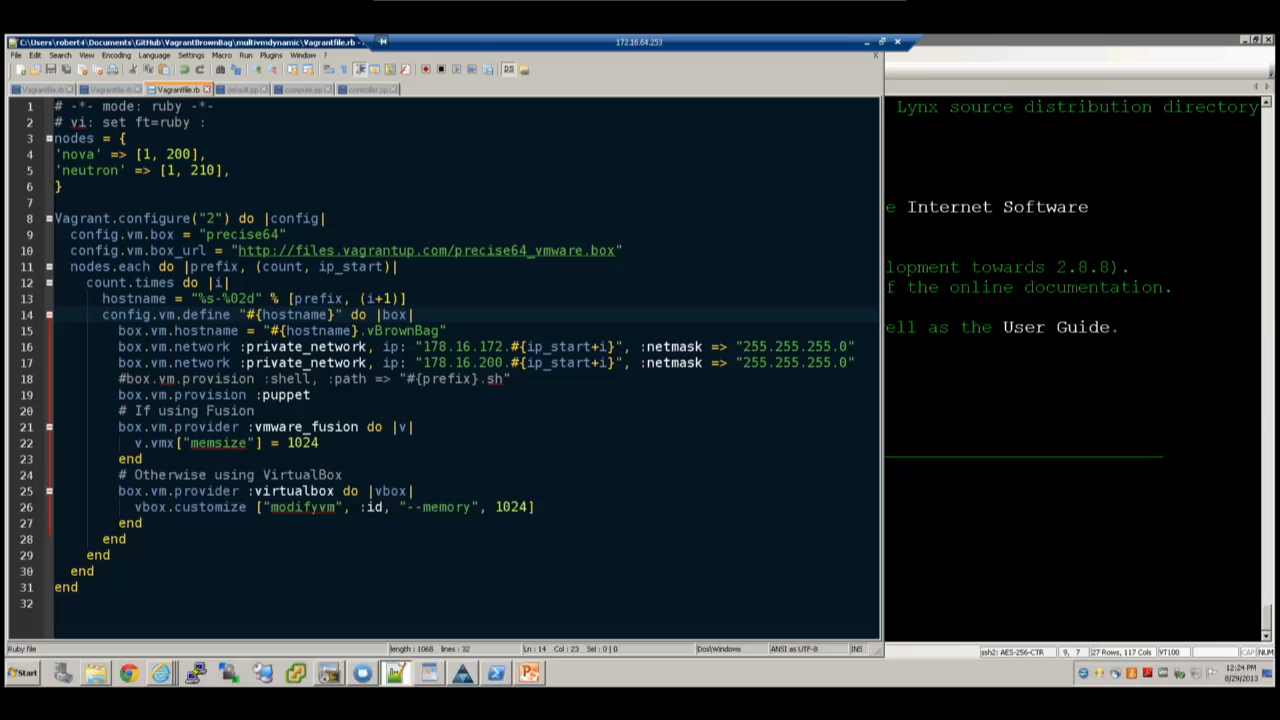 C:\Users\robert4\Documents\GitHub\VagrantBrownBag\multivmdynamic\Vagrantfile.rb -
172.16.64.253
File Edit Search View Encoding Language Settings Macro Run Plugins Window ?
Vagrantfile.rb Vagrantfile.rb Vagrantfile.rb default.pp compute.pp controller.pp
1 # -*- mode: ruby -*-
2 # vi: set ft=ruby :
3 nodes = {
4 'nova' => [1, 200],
5 'neutron' => [1, 210],
6 }
7
8 Vagrant.configure("2") do |config|
9 config.vm.box = "precise64"
10 config.vm.box_url = "http://files.vagrantup.com/precise64_vmware.box"
11 nodes.each do |prefix, (count, ip_start)|
12 count.times do |i|
13 hostname = "%s-%02d" % [prefix, (i+1)]
14 config.vm.define "#{hostname}" do |box|
15 box.vm.hostname = "#{hostname}.vBrownBag"
16 box.vm.network :private_network, ip: "178.16.172.#{ip_start+i}", :netmask => "255.255.255.0"
17 box.vm.network :private_network, ip: "178.16.200.#{ip_start+i}", :netmask => "255.255.255.0"
18 #box.vm.provision :shell, :path => "#{prefix}.sh"
19 box.vm.provision :puppet
20 # If using Fusion
21 box.vm.provider :vmware_fusion do |v|
22 v.vmx["memsize"] = 1024
23 end
24 # Otherwise using VirtualBox
25 box.vm.provider :virtualbox do |vbox|
26 vbox.customize ["modifyvm", :id, "--memory", 1024]
27 end
28 end
29 end
30 end
31 end
32
Lynx source distribution directory
e Internet Software
lopment towards 2.8.8).
f the online documentation.
ell as the User Guide.
Ruby file length : 1068 lines : 32 Ln : 14 Col : 23 Sel : 0 | 0 Dos\Windows ANSI as UTF-8 INS
ssh2: AES-256-CTR 9, 7 27 Rows, 117 Cols VT100 CAP NUM
Start
12:24 PM
8/29/2013